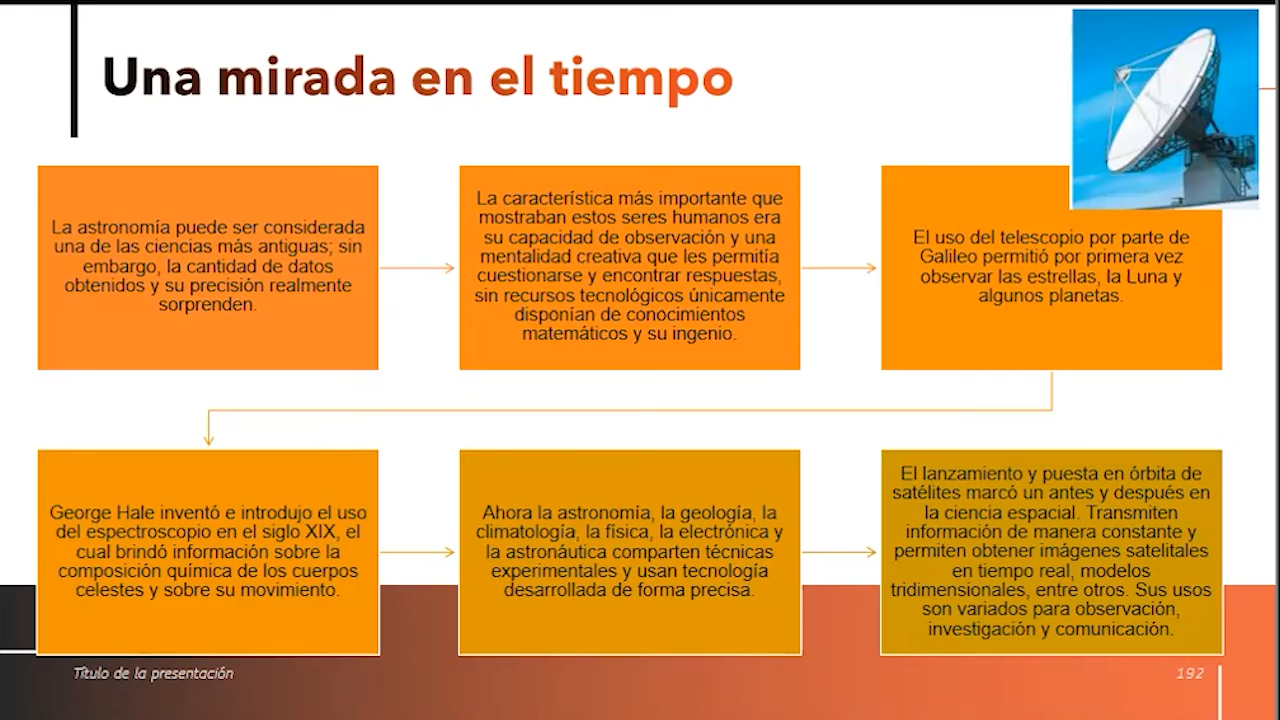 Una mirada en el tiempo
La astronomía puede ser considerada
una de las ciencias más antiguas; sin
embargo, la cantidad de datos
obtenidos y su precisión realmente
sorprenden.
La característica más importante que
mostraban estos seres humanos era
su capacidad de observación y una
mentalidad creativa que les permitía
cuestionarse y encontrar respuestas,
sin recursos tecnológicos únicamente
disponían de conocimientos
matemáticos y su ingenio.
El uso del telescopio por parte de
Galileo permitió por primera vez
observar las estrellas, la Luna y
algunos planetas.
George Hale inventó e introdujo el uso
del espectroscopio en el siglo XIX, el
cual brindó información sobre la
composición química de los cuerpos
celestes y sobre su movimiento.
Ahora la astronomía, la geología, la
climatología, la física, la electrónica y
la astronáutica comparten técnicas
experimentales y usan tecnología
desarrollada de forma precisa.
El lanzamiento y puesta en órbita de
satélites marcó un antes y después en
la ciencia espacial. Transmiten
información de manera constante y
permiten obtener imágenes satelitales
en tiempo real, modelos
tridimensionales, entre otros. Sus usos
son variados para observación,
investigación y comunicación.
Título de la presentación
192